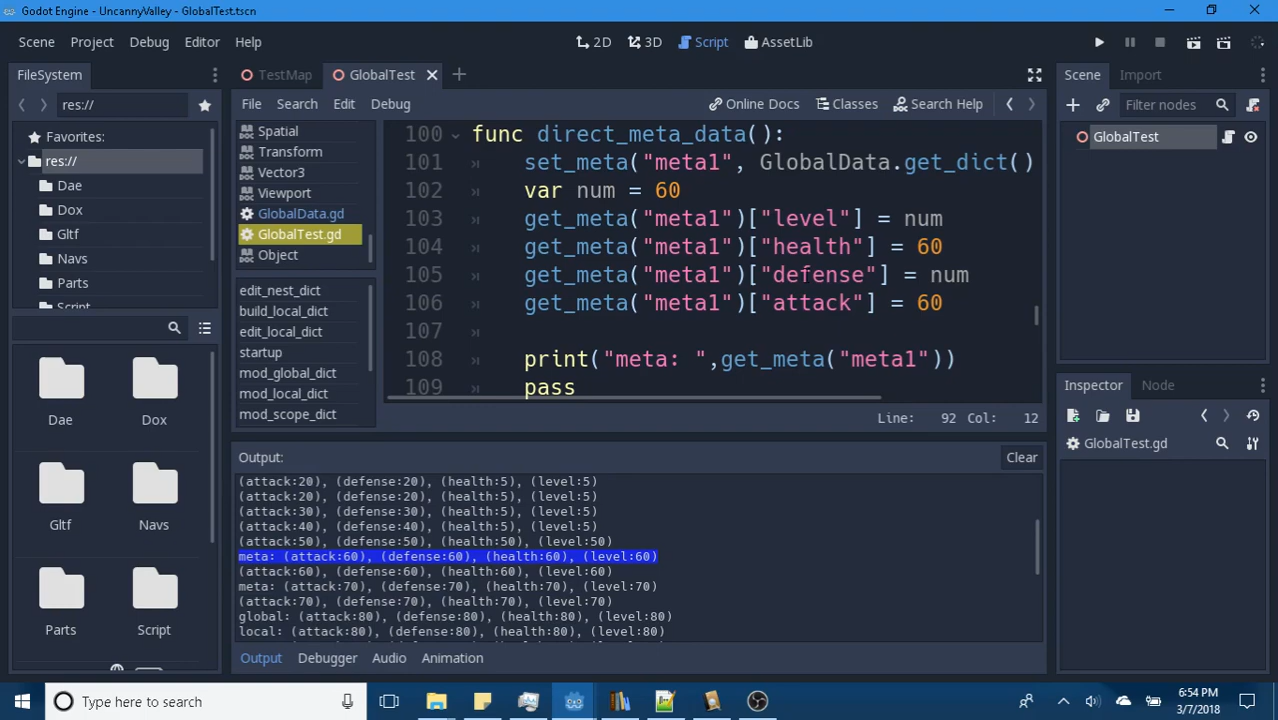 Godot Engine - UncannyValley - GlobalTest.tscn
Scene Project Debug Editor Help
2D 3D Script AssetLib
FileSystem
TestMap GlobalTest
Scene Import
res://
File Search Edit Debug
Online Docs Classes Search Help
Filter nodes
Favorites:
res://
Dae
Dox
Gltf
Navs
Parts
Script
Spatial
Transform
Vector3
Viewport
GlobalData.gd
GlobalTest.gd
Object
edit_nest_dict
build_local_dict
edit_local_dict
startup
mod_global_dict
mod_local_dict
mod_scope_dict
100 func direct_meta_data():
101 set_meta("meta1", GlobalData.get_dict()
102 var num = 60
103 get_meta("meta1")["level"] = num
104 get_meta("meta1")["health"] = 60
105 get_meta("meta1")["defense"] = num
106 get_meta("meta1")["attack"] = 60
107
108 print("meta: ",get_meta("meta1"))
109 pass
Line: 92 Col: 12
GlobalTest
Inspector Node
GlobalTest.gd
Dae
Dox
Gltf
Navs
Parts
Script
Output:
Clear
(attack:20), (defense:20), (health:5), (level:5)
(attack:20), (defense:20), (health:5), (level:5)
(attack:30), (defense:30), (health:5), (level:5)
(attack:40), (defense:40), (health:5), (level:5)
(attack:50), (defense:50), (health:50), (level:50)
meta: (attack:60), (defense:60), (health:60), (level:60)
(attack:60), (defense:60), (health:60), (level:60)
meta: (attack:70), (defense:70), (health:70), (level:70)
(attack:70), (defense:70), (health:70), (level:70)
global: (attack:80), (defense:80), (health:80), (level:80)
local: (attack:80), (defense:80), (health:80), (level:80)
Output Debugger Audio Animation
Type here to search
6:54 PM
3/7/2018